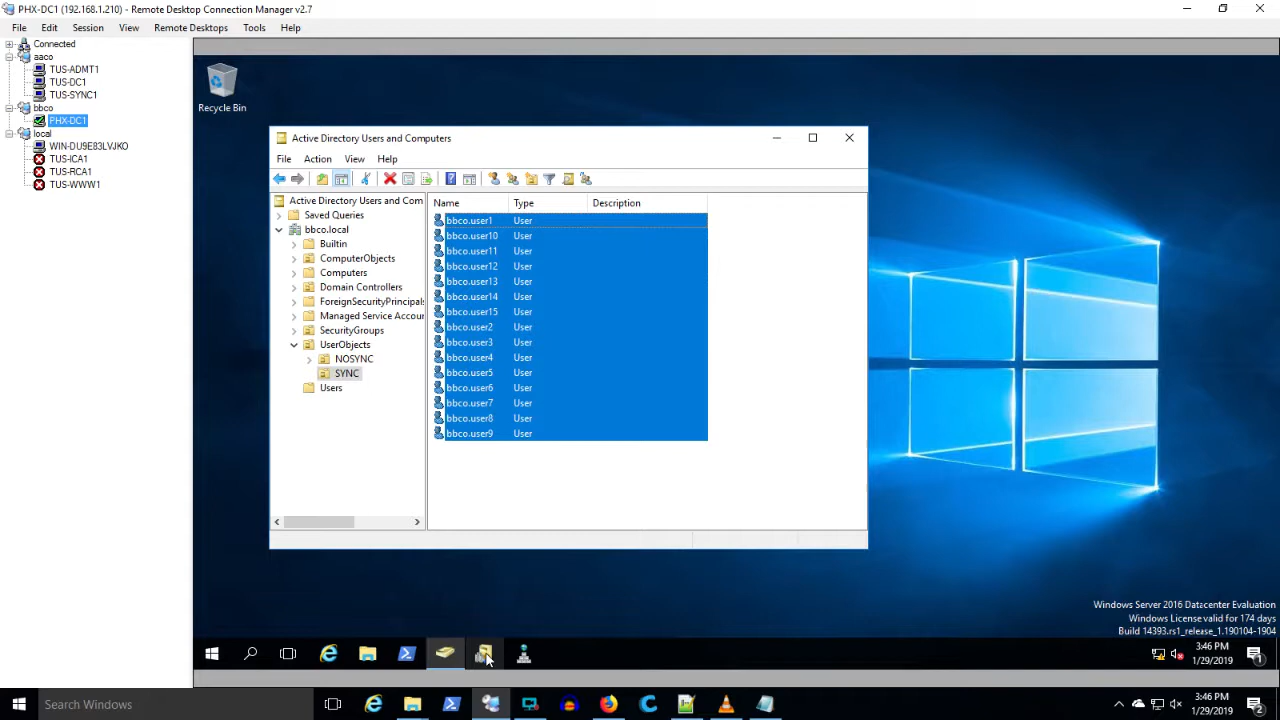 PHX-DC1 (192.168.1.210) - Remote Desktop Connection Manager v2.7
File Edit Session View Remote Desktops Tools Help
Connected
aaco
TUS-ADMT1
TUS-DC1
TUS-SYNC1
bbco
PHX-DC1
local
WIN-DU9E83LVJKO
TUS-ICA1
TUS-RCA1
TUS-WWW1
Recycle Bin
Active Directory Users and Computers
File Action View Help
Active Directory Users and Com
Saved Queries
bbco.local
Builtin
ComputerObjects
Computers
Domain Controllers
ForeignSecurityPrincipals
Managed Service Accour
SecurityGroups
UserObjects
NOSYNC
SYNC
Users
Name Type Description
bbco.user1 User
bbco.user10 User
bbco.user11 User
bbco.user12 User
bbco.user13 User
bbco.user14 User
bbco.user15 User
bbco.user2 User
bbco.user3 User
bbco.user4 User
bbco.user5 User
bbco.user6 User
bbco.user7 User
bbco.user8 User
bbco.user9 User
Windows Server 2016 Datacenter Evaluation
Windows License valid for 174 days
Build 14393.rs1_release_1.190104-1904
3:46 PM
1/29/2019
1
Search Windows
3:46 PM
1/29/2019
2